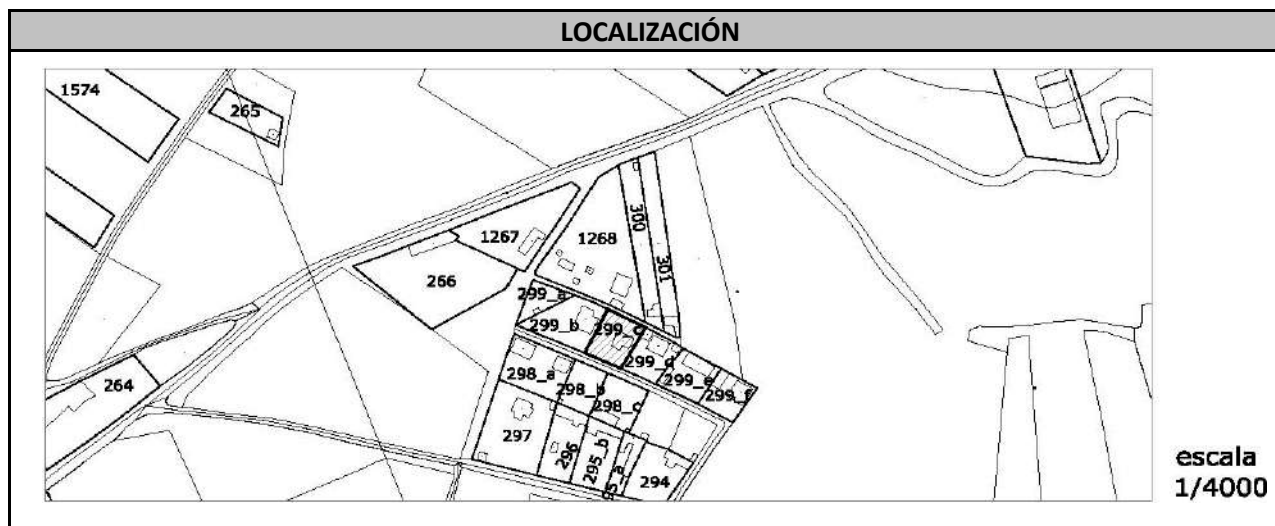 LOCALIZACIÓN
1574
265
300
1267
1268
301
266
299_a
299_b
299_c
299_d
264
298_a
299_e
298_b
299_f
298_c
297
296
295_b
294
95_a
escala
1/4000